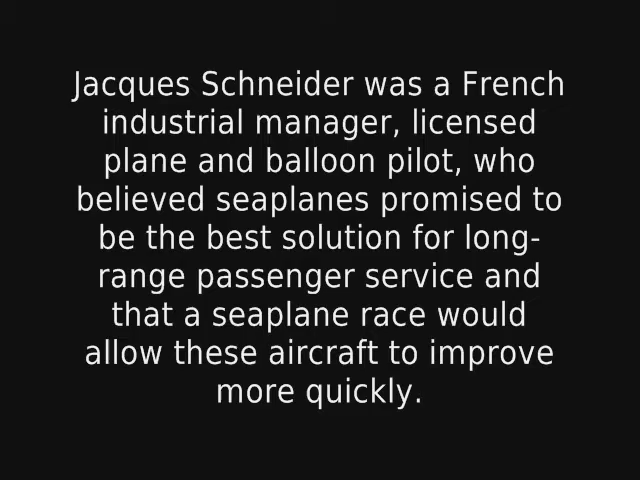 Jacques Schneider was a French
industrial manager, licensed
plane and balloon pilot, who
believed seaplanes promised to
be the best solution for long-
range passenger service and
that a seaplane race would
allow these aircraft to improve
more quickly.